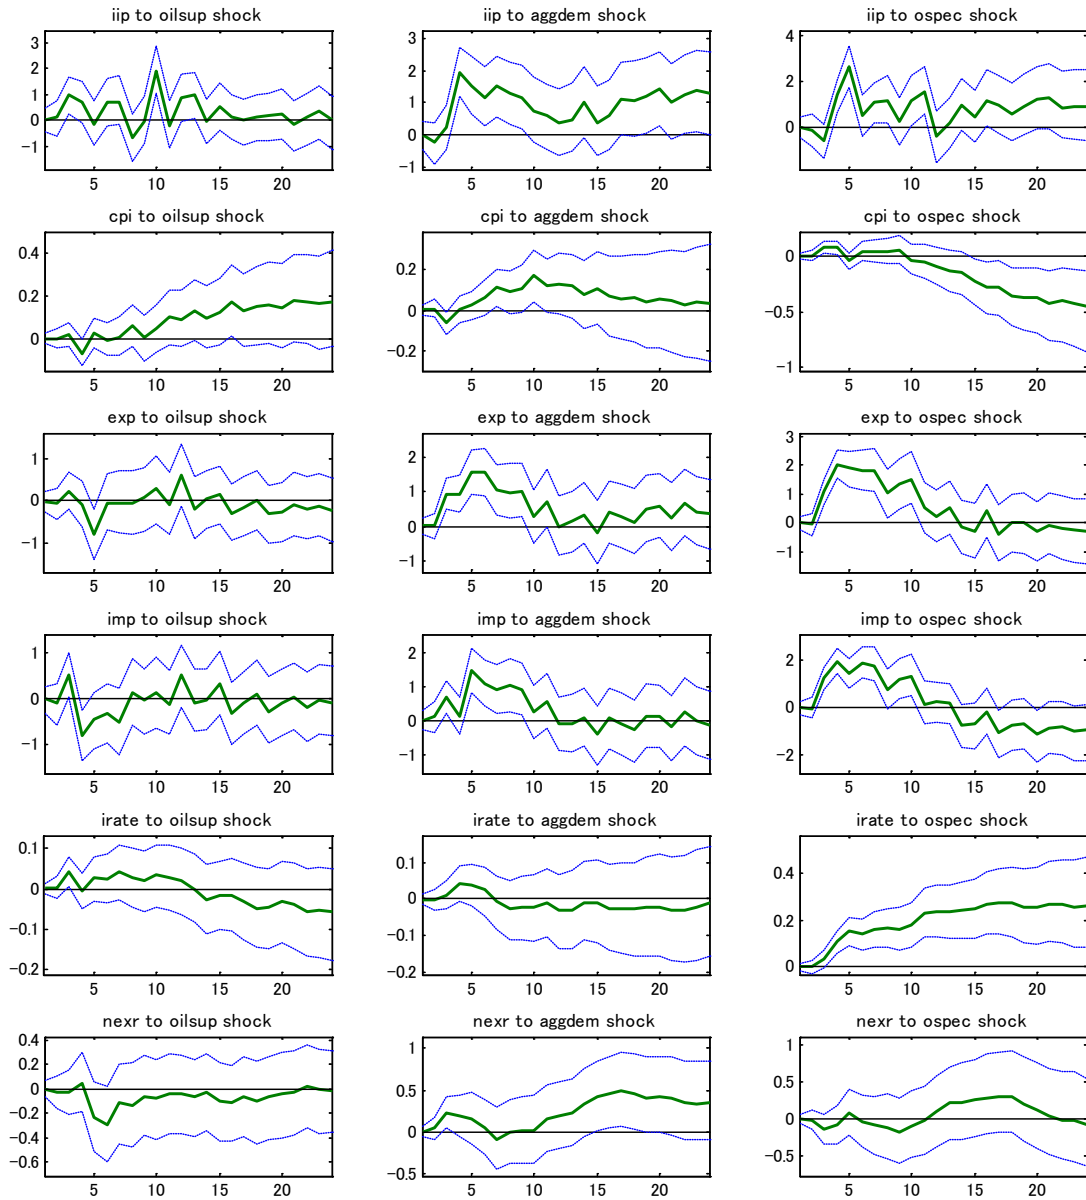 iip to oilsup shock
3
2
1
0
−1
5 10 15 20
iip to aggdem shock
3
2
1
0
−1
5 10 15 20
iip to ospec shock
4
2
0
5 10 15 20
cpi to oilsup shock
0.4
0.2
0
5 10 15 20
cpi to aggdem shock
0.2
0
−0.2
5 10 15 20
cpi to ospec shock
0
−0.5
−1
5 10 15 20
exp to oilsup shock
1
0
−1
5 10 15 20
exp to aggdem shock
2
1
0
−1
5 10 15 20
exp to ospec shock
3
2
1
0
−1
5 10 15 20
imp to oilsup shock
1
0
−1
5 10 15 20
imp to aggdem shock
2
1
0
−1
5 10 15 20
imp to ospec shock
2
0
−2
5 10 15 20
irate to oilsup shock
0.1
0
−0.1
−0.2
5 10 15 20
irate to aggdem shock
0.1
0
−0.1
−0.2
5 10 15 20
irate to ospec shock
0.4
0.2
0
5 10 15 20
nexr to oilsup shock
0.4
0.2
0
−0.2
−0.4
−0.6
5 10 15 20
nexr to aggdem shock
1
0.5
0
−0.5
5 10 15 20
nexr to ospec shock
1
0.5
0
−0.5
5 10 15 20